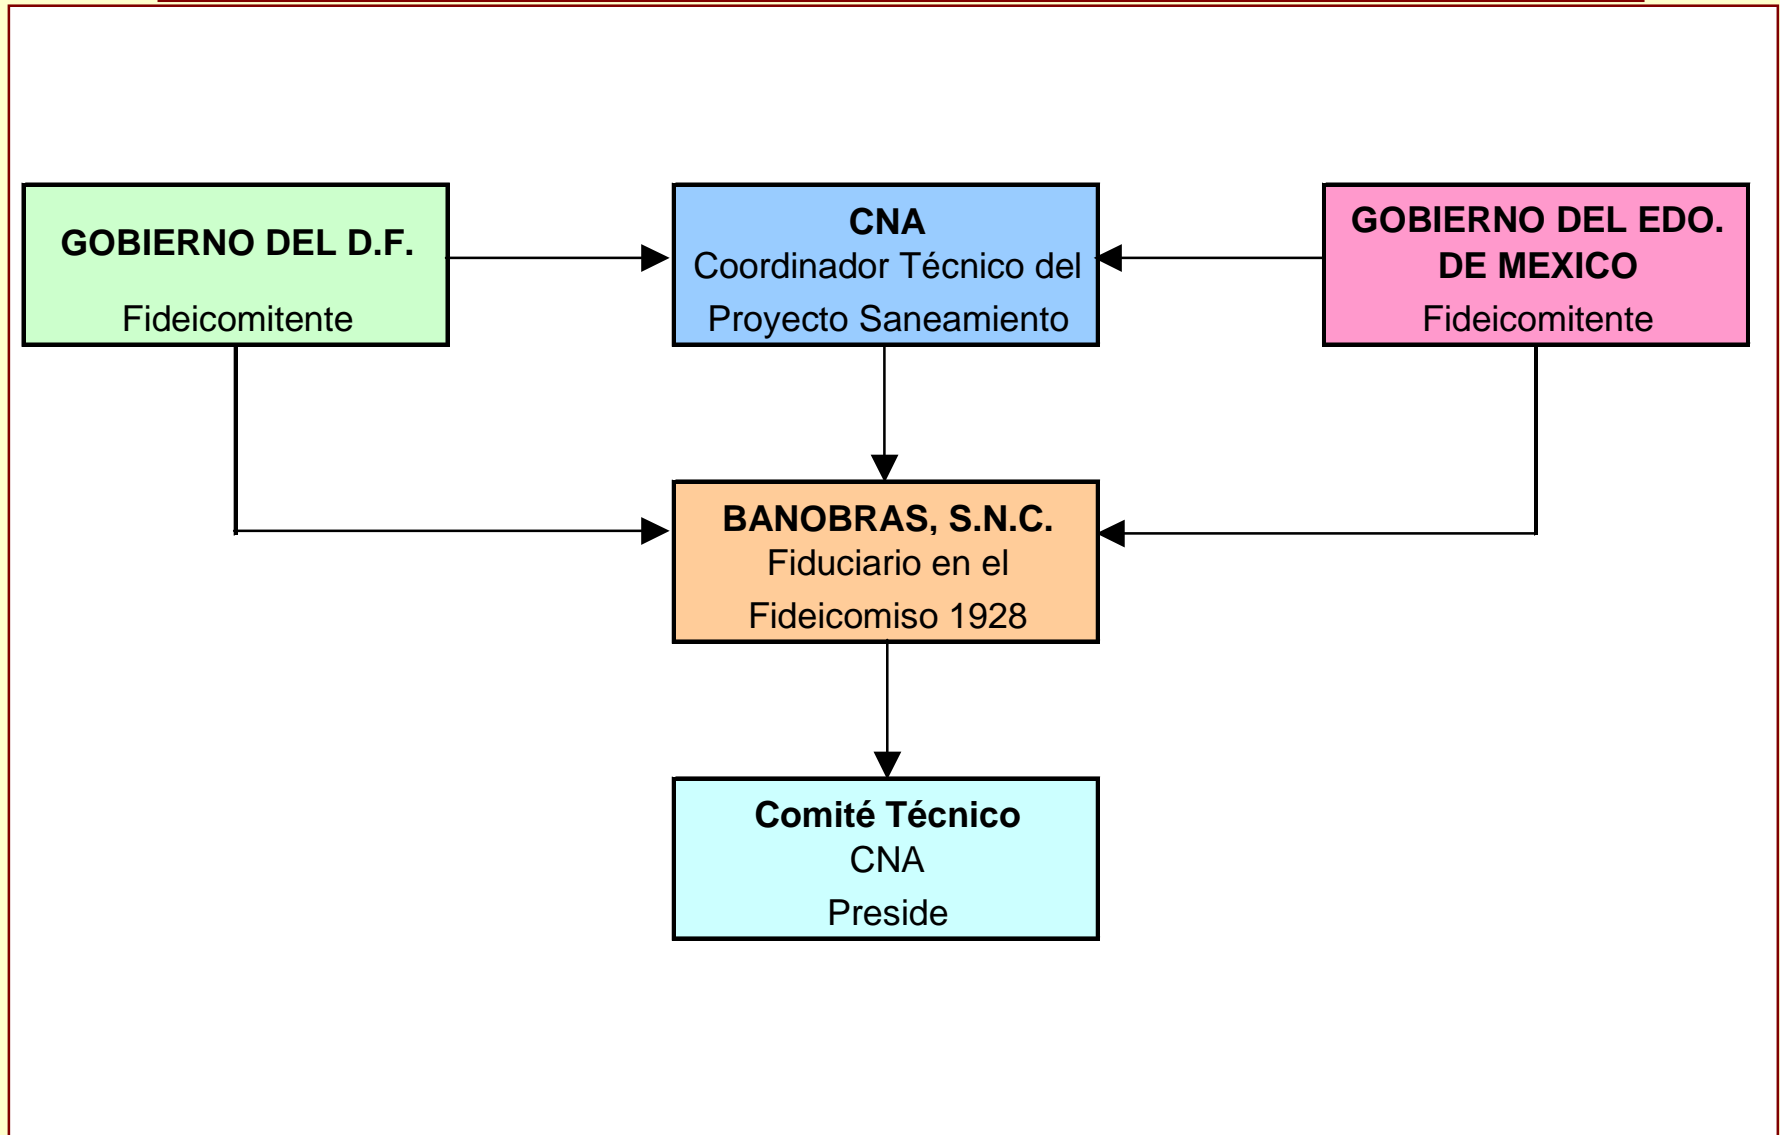 GOBIERNO DEL D.F.
Fideicomitente
CNA
Coordinador Técnico del
Proyecto Saneamiento
GOBIERNO DEL EDO.
DE MEXICO
Fideicomitente
BANOBRAS, S.N.C.
Fiduciario en el
Fideicomiso 1928
Comité Técnico
CNA
Preside